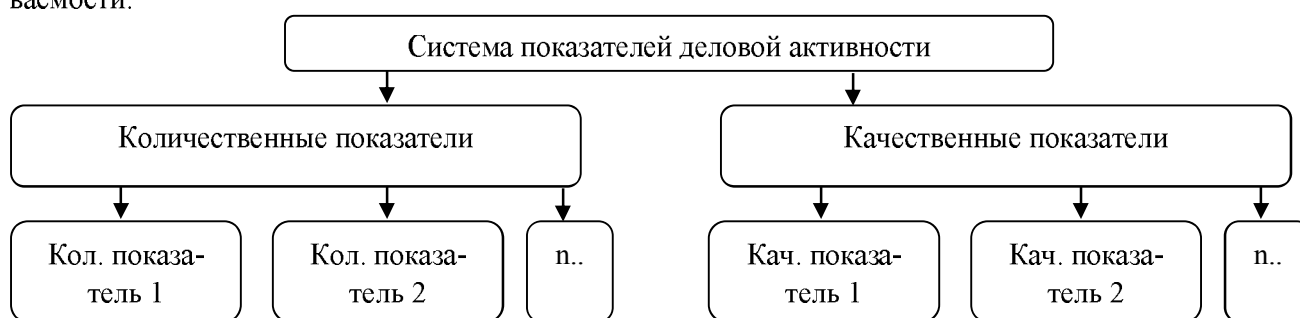 ваемости.
Система показателей деловой активности
Количественные показатели
Качественные показатели
Кол. показа-
тель 1
Кол. показа-
тель 2
n..
Кач. показа-
тель 1
Кач. показа-
тель 2
n..